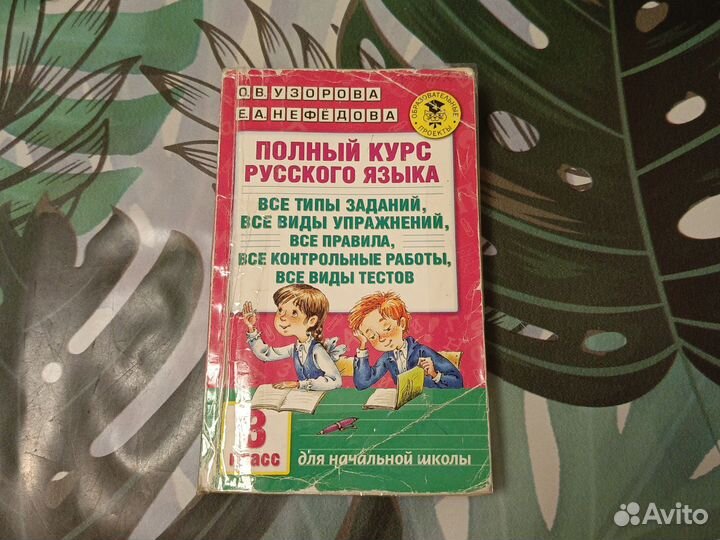 О.В.УЗОРОВА
Е.А.НЕФЁДОВА
ОБРАЗОВАТЕЛЬНЫЕ
ПРОЕКТЫ
ПОЛНЫЙ КУРС
РУССКОГО ЯЗЫКА
ВСЕ ТИПЫ ЗАДАНИЙ,
ВСЕ ВИДЫ УПРАЖНЕНИЙ,
ВСЕ ПРАВИЛА,
ВСЕ КОНТРОЛЬНЫЕ РАБОТЫ,
ВСЕ ВИДЫ ТЕСТОВ
3
класс
для начальной школы
Avito